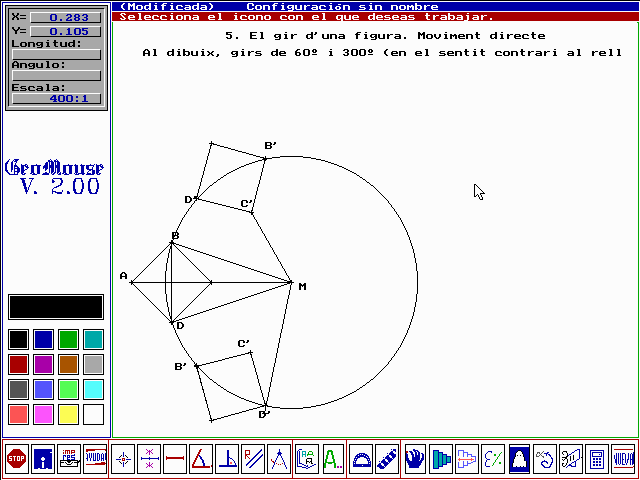 X= 0.283
Y= 0.105
Longitud:
Angulo:
Escala:
400:1
(Modificada) Configuración sin nombre
Selecciona el icono con el que deseas trabajar.
5. El gir d'una figura. Moviment directe
Al dibuix, girs de 60º i 300º (en el sentit contrari al rell
GeoMouse
V. 2.00
B'
D'
C'
B
A
M
D
C'
B'
D'
STOP
i
AYUDA
A..
NUEVA